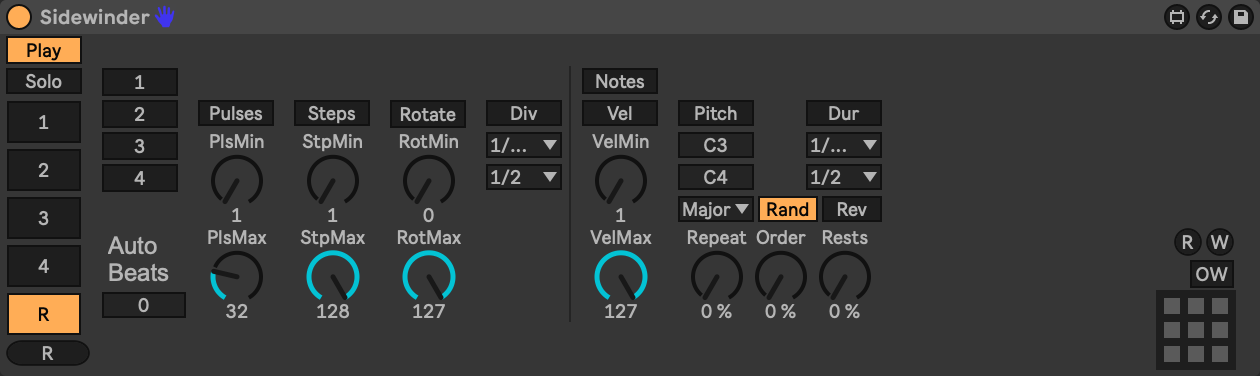 Sidewinder
Play
Solo
1
2
3
4
R
R
1
2
3
4
Auto
Beats
0
Pulses
PlsMin
1
PlsMax
32
Steps
StpMin
1
StpMax
128
Rotate
RotMin
0
RotMax
127
Div
1/...
1/2
Notes
Vel
VelMin
1
VelMax
127
Pitch
C3
C4
Dur
1/...
1/2
Major Rand Rev
Repeat Order Rests
0 % 0 % 0 %
R W
OW